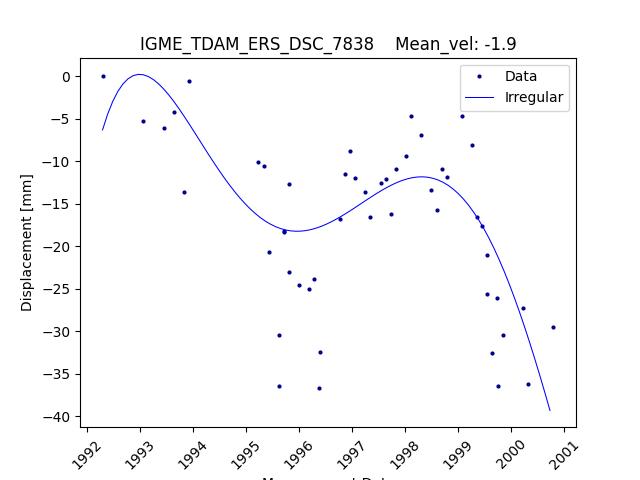 IGME_TDAM_ERS_DSC_7838    Mean_vel: -1.9
Data
Irregular
Displacement [mm]
0
−5
−10
−15
−20
−25
−30
−35
−40
1992 1993 1994 1995 1996 1997 1998 1999 2000 2001